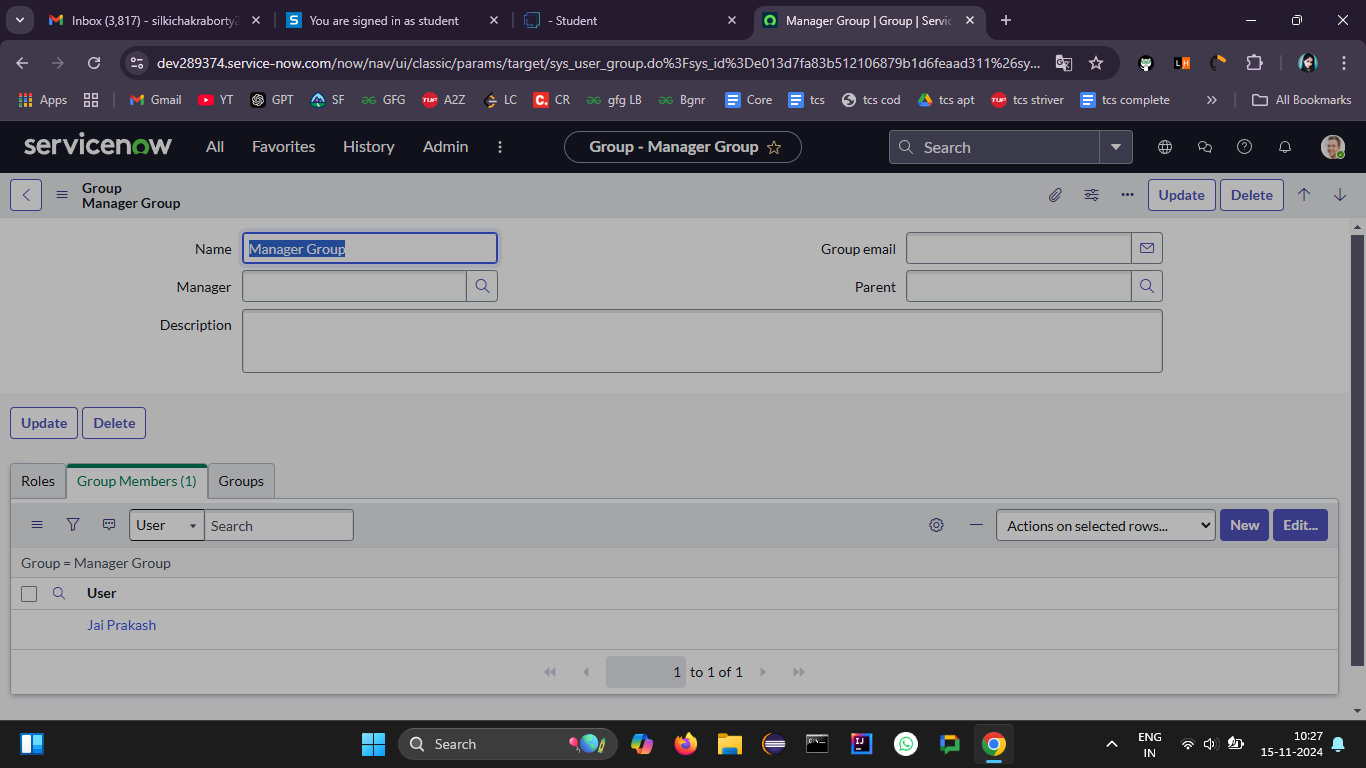 Inbox (3,817) - silkichakraborty2
You are signed in as student
- Student
Manager Group | Group | Servic
dev289374.service-now.com/now/nav/ui/classic/params/target/sys_user_group.do%3Fsys_id%3De013d7fa83b512106879b1d6feaad311%26sy...
Apps
Gmail
YT
GPT
SF
GFG
A2Z
LC
CR
gfg LB
Bgnr
Core
tcs
tcs cod
tcs apt
tcs striver
tcs complete
All Bookmarks
servicenow
All
Favorites
History
Admin
Group - Manager Group
Search
Group
Manager Group
Update
Delete
Name
Manager Group
Group email
Manager
Parent
Description
Update
Delete
Roles
Group Members (1)
Groups
User
Search
Actions on selected rows...
New
Edit...
Group = Manager Group
User
Jai Prakash
1 to 1 of 1
Search
ENG
IN
10:27
15-11-2024